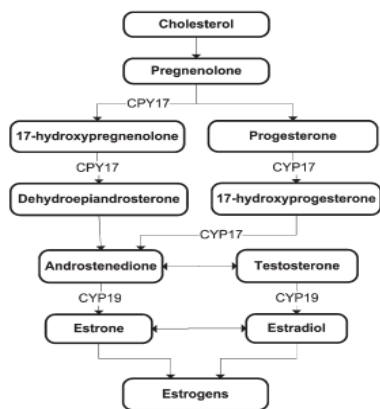 Cholesterol
Pregnenolone
CPY17
17-hydroxypregnenolone
Progesterone
CPY17
CYP17
Dehydroepiandrosterone
17-hydroxyprogesterone
CYP17
Androstenedione
Testosterone
CYP19
CYP19
Estrone
Estradiol
Estrogens